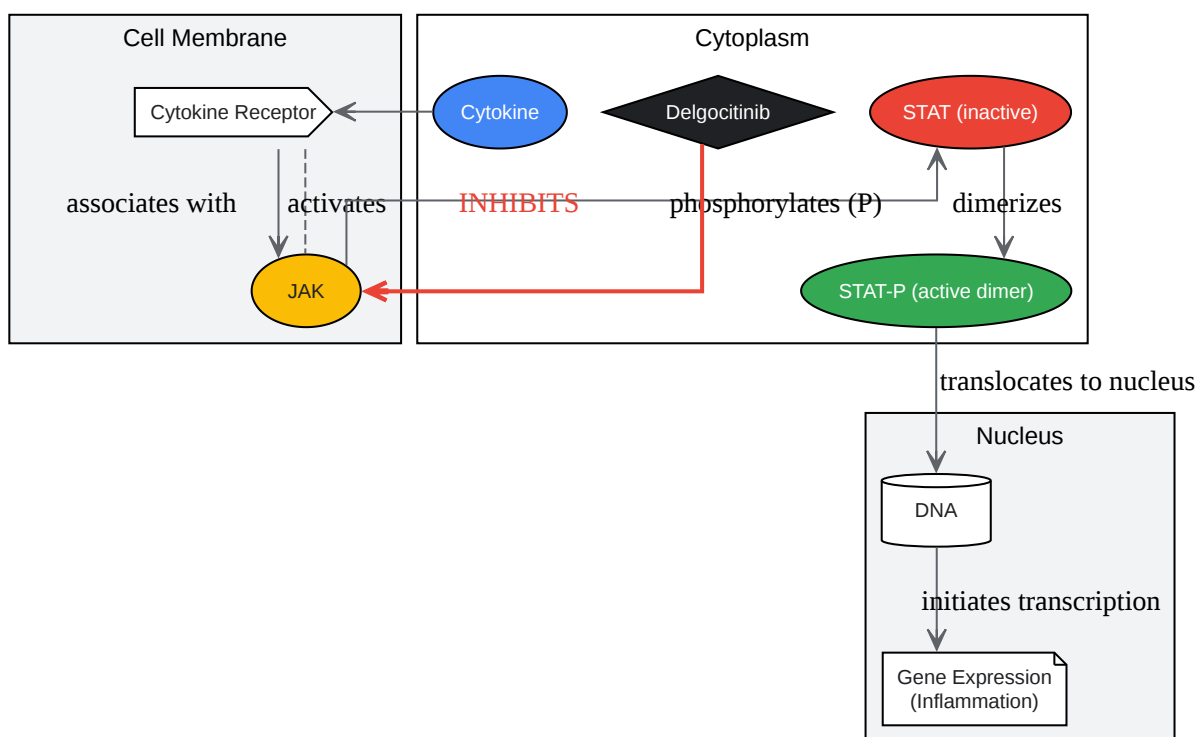 Cell Membrane
Cytoplasm
Cytokine Receptor
Cytokine
Delgocitinib
STAT (inactive)
associates with
activates
INHIBITS
phosphorylates (P)
dimerizes
JAK
STAT-P (active dimer)
translocates to nucleus
Nucleus
DNA
initiates transcription
Gene Expression
(Inflammation)